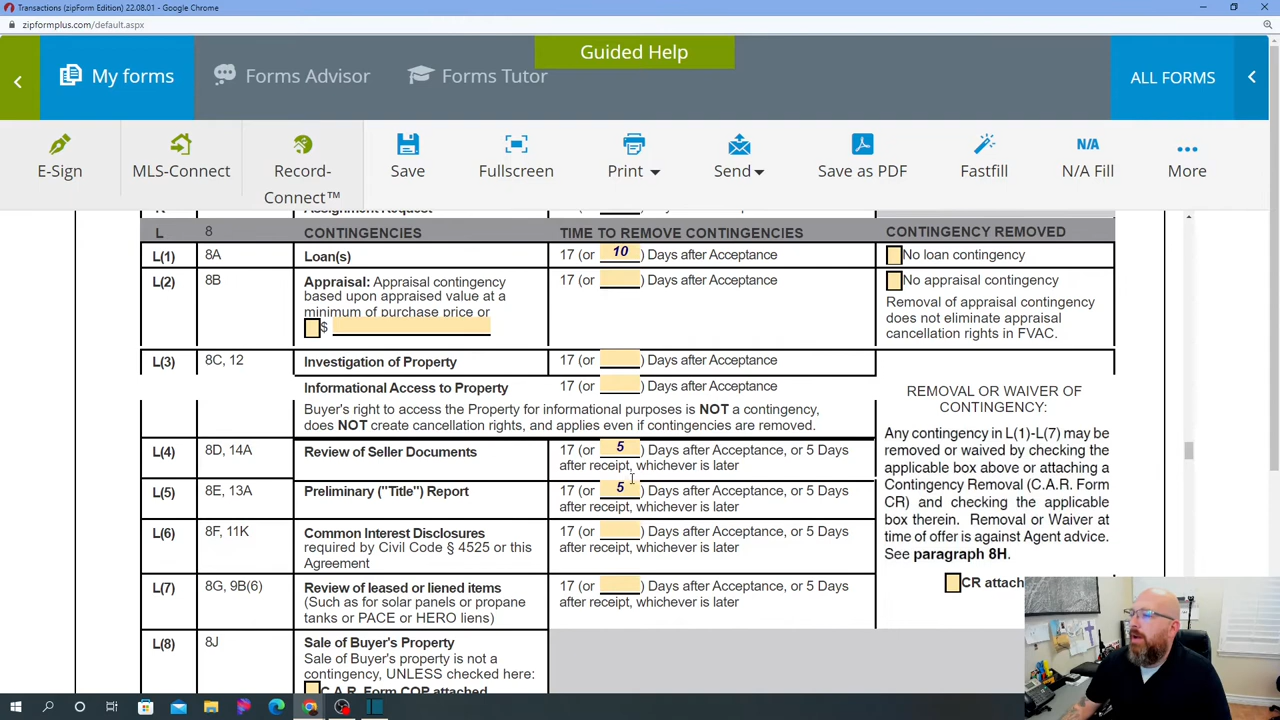 Transactions (zipForm Edition) 22.08.01 - Google Chrome
zipformplus.com/default.aspx
Guided Help
My forms
Forms Advisor
Forms Tutor
ALL FORMS
E-Sign
MLS-Connect
Record-
Connect™
Save
Fullscreen
Print
Send
Save as PDF
Fastfill
N/A
N/A Fill
More
Assignment Request
L 8 CONTINGENCIES TIME TO REMOVE CONTINGENCIES CONTINGENCY REMOVED
L(1) 8A Loan(s) 17 (or 10 ) Days after Acceptance No loan contingency
L(2) 8B Appraisal: Appraisal contingency 17 (or ) Days after Acceptance No appraisal contingency
based upon appraised value at a
minimum of purchase price or
$
Removal of appraisal contingency
does not eliminate appraisal
cancellation rights in FVAC.
L(3) 8C, 12 Investigation of Property 17 (or ) Days after Acceptance
Informational Access to Property 17 (or ) Days after Acceptance
Buyer's right to access the Property for informational purposes is NOT a contingency,
does NOT create cancellation rights, and applies even if contingencies are removed.
REMOVAL OR WAIVER OF
CONTINGENCY:
Any contingency in L(1)-L(7) may be
removed or waived by checking the
applicable box above or attaching a
Contingency Removal (C.A.R. Form
CR) and checking the applicable
box therein. Removal or Waiver at
time of offer is against Agent advice.
See paragraph 8H.
CR attach
L(4) 8D, 14A Review of Seller Documents 17 (or 5 ) Days after Acceptance, or 5 Days
after receipt, whichever is later
L(5) 8E, 13A Preliminary ("Title") Report 17 (or 5 ) Days after Acceptance, or 5 Days
after receipt, whichever is later
L(6) 8F, 11K Common Interest Disclosures 17 (or ) Days after Acceptance, or 5 Days
required by Civil Code § 4525 or this after receipt, whichever is later
Agreement
L(7) 8G, 9B(6) Review of leased or liened items 17 (or ) Days after Acceptance, or 5 Days
(Such as for solar panels or propane after receipt, whichever is later
tanks or PACE or HERO liens)
L(8) 8J Sale of Buyer's Property
Sale of Buyer's property is not a
contingency, UNLESS checked here:
C.A.R. Form COP attached